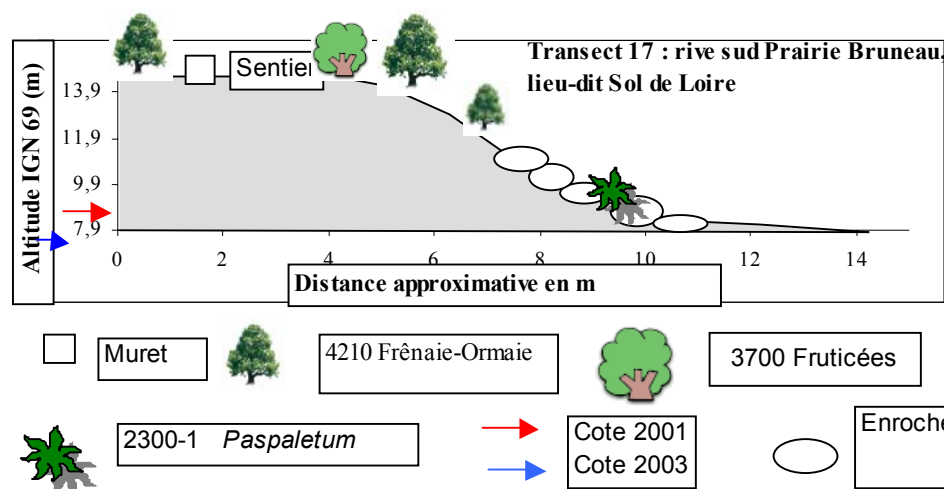 Transect 17 : rive sud Prairie Bruneau,
lieu-dit Sol de Loire
Sentier
Altitude IGN 69 (m)
13,9
11,9
9,9
7,9
0 2 4 6 8 10 12 14
Distance approximative en m
Muret
4210 Frênaie-Ormaie
3700 Fruticées
2300-1 Paspaletum
Cote 2001
Cote 2003
Enroche